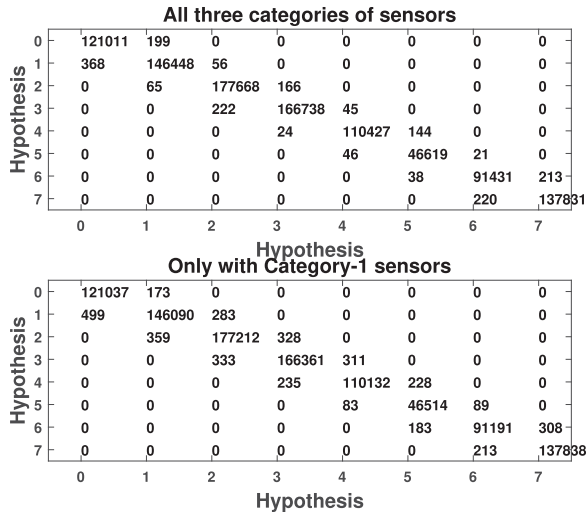 All three categories of sensors
0 121011 199 0 0 0 0 0 0
1 368 146448 56 0 0 0 0 0
2 0 65 177668 166 0 0 0 0
3 0 0 222 166738 45 0 0 0
4 0 0 0 24 110427 144 0 0
5 0 0 0 0 46 46619 21 0
6 0 0 0 0 0 38 91431 213
7 0 0 0 0 0 0 220 137831
0 1 2 3 4 5 6 7
Hypothesis
Hypothesis
Only with Category-1 sensors
0 121037 173 0 0 0 0 0 0
1 499 146090 283 0 0 0 0 0
2 0 359 177212 328 0 0 0 0
3 0 0 333 166361 311 0 0 0
4 0 0 0 235 110132 228 0 0
5 0 0 0 0 83 46514 89 0
6 0 0 0 0 0 183 91191 308
7 0 0 0 0 0 0 213 137838
0 1 2 3 4 5 6 7
Hypothesis
Hypothesis